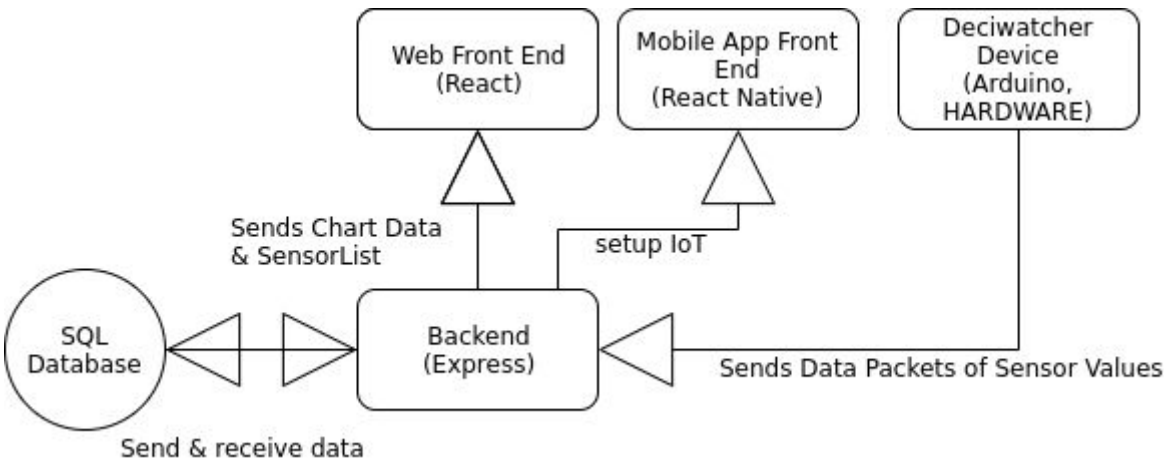 Web Front End
(React)
Mobile App Front
End
(React Native)
Deciwatcher
Device
(Arduino,
HARDWARE)
Sends Chart Data
& SensorList
setup IoT
SQL
Database
Backend
(Express)
Sends Data Packets of Sensor Values
Send & receive data